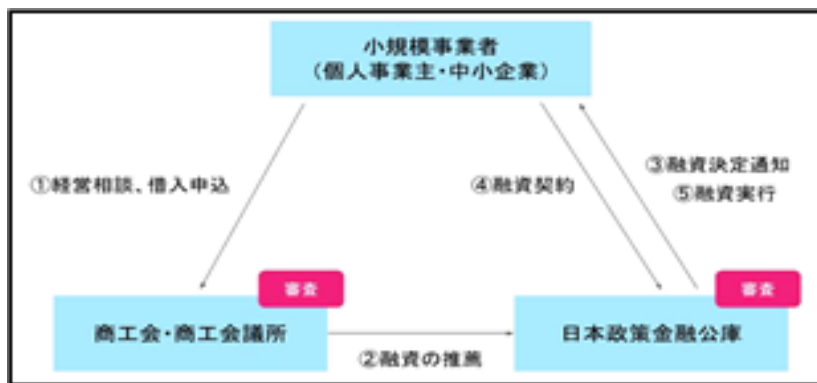 小規模事業者
（個人事業主・中小企業）
①経営相談、借入申込
④融資契約
③融資決定通知
⑤融資実行
審査
審査
商工会・商工会議所
日本政策金融公庫
②融資の推薦